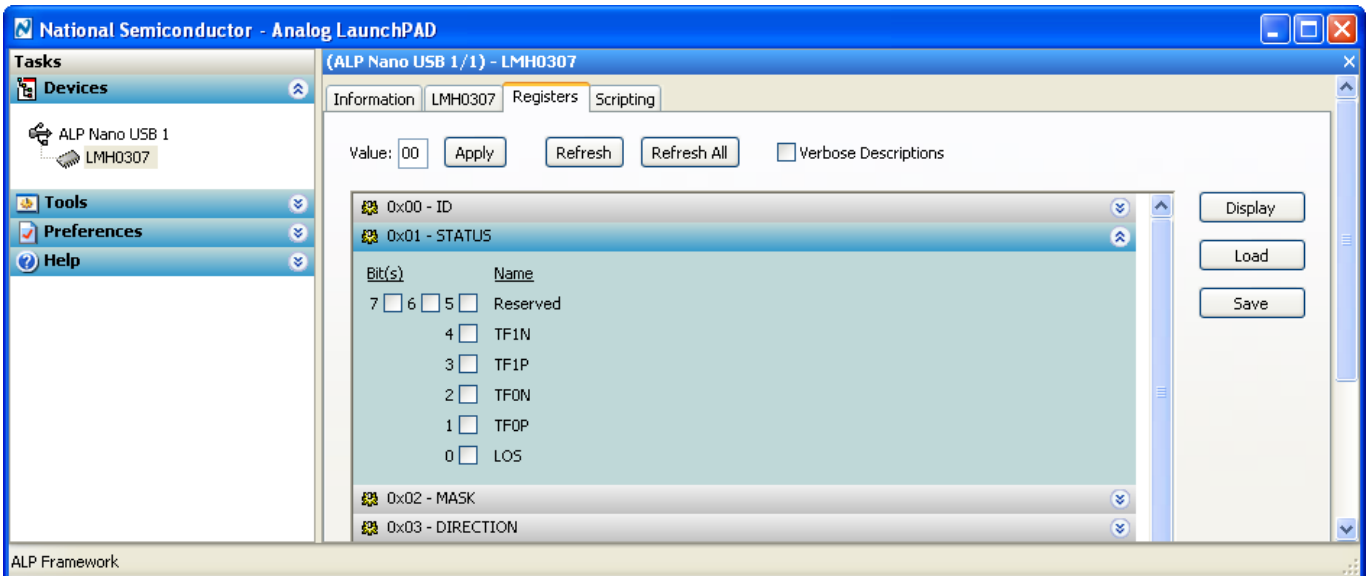 National Semiconductor - Analog LaunchPAD
Tasks
Devices
ALP Nano USB 1
LMH0307
Tools
Preferences
Help
(ALP Nano USB 1/1) - LMH0307
Information LMH0307 Registers Scripting
Value: 00 Apply Refresh Refresh All Verbose Descriptions
0x00 - ID
0x01 - STATUS
Bit(s) Name
7 6 5 Reserved
4 TF1N
3 TF1P
2 TF0N
1 TF0P
0 LOS
0x02 - MASK
0x03 - DIRECTION
Display
Load
Save
ALP Framework